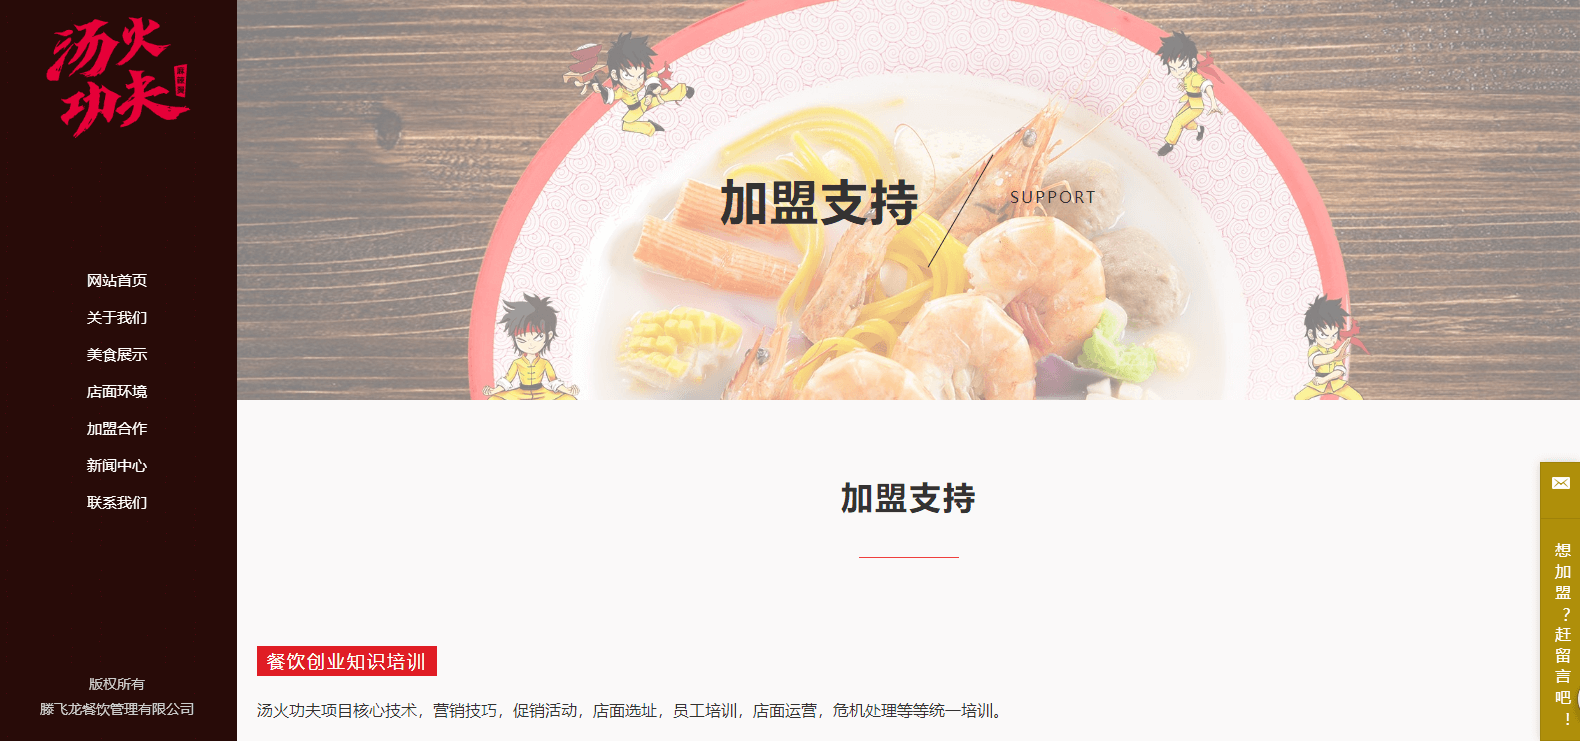 汤火
功夫
网站首页
关于我们
美食展示
店面环境
加盟合作
新闻中心
联系我们
版权所有
滕飞龙餐饮管理有限公司
加盟支持
SUPPORT
加盟支持
餐饮创业知识培训
汤火功夫项目核心技术，营销技巧，促销活动，店面选址，员工培训，店面运营，危机处理等等统一培训。
想加盟？赶留言吧！